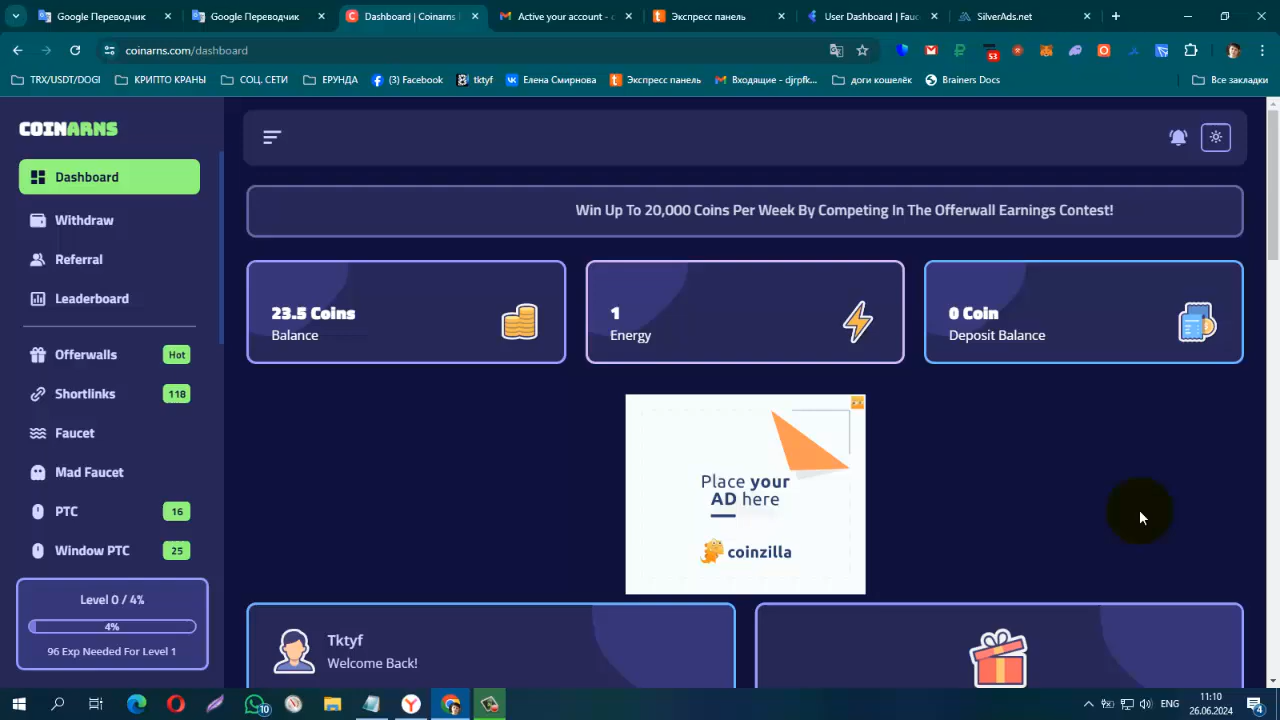 Google Переводчик
Google Переводчик
Dashboard | Coinarns
Active your account - c
Экспресс панель
User Dashboard | Fauc
SilverAds.net
coinarns.com/dashboard
53
TRX/USDT/DOGI
КРИПТО КРАНЫ
СОЦ. СЕТИ
ЕРУНДА
(3) Facebook
tktyf
Елена Смирнова
Экспресс панель
Входящие - djrpfk...
доги кошелёк
Brainers Docs
Все закладки
COINARNS
Dashboard
Withdraw
Referral
Leaderboard
Offerwalls Hot
Shortlinks 118
Faucet
Mad Faucet
PTC 16
Window PTC 25
Level 0 / 4%
4%
96 Exp Needed For Level 1
Win Up To 20,000 Coins Per Week By Competing In The Offerwall Earnings Contest!
23.5 Coins
Balance
1
Energy
0 Coin
Deposit Balance
Place your
AD here
coinzilla
Tktyf
Welcome Back!
10
ENG
11:10
26.06.2024
4